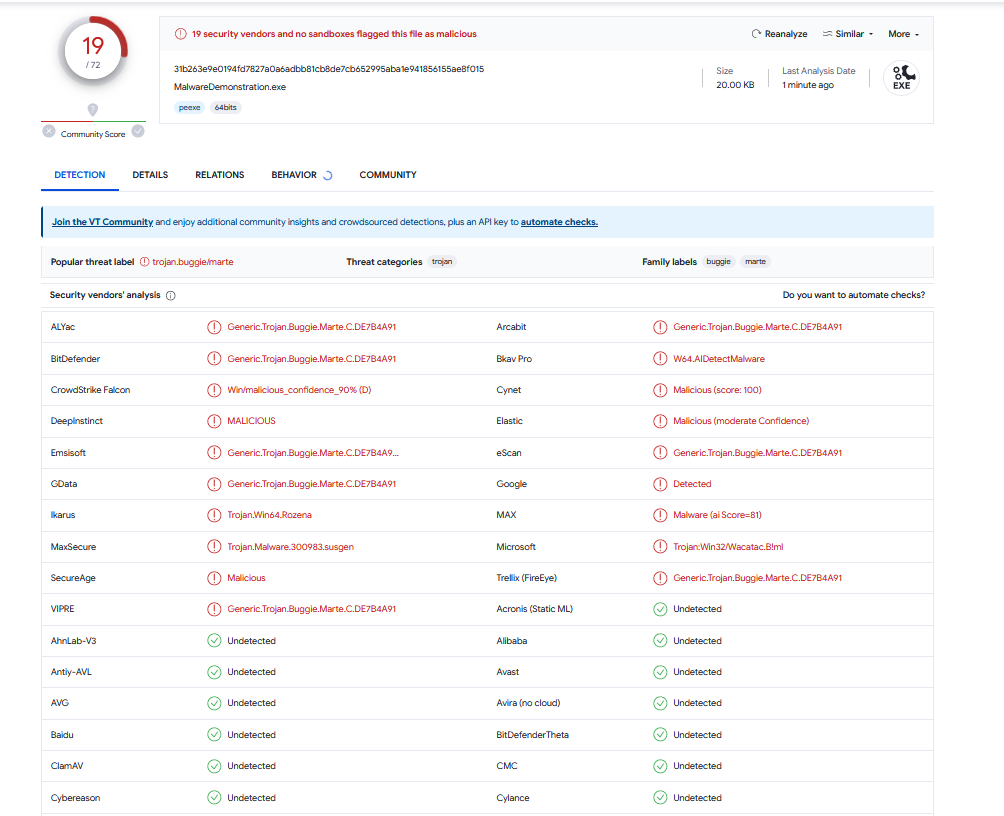 19
/ 72
Community Score
19 security vendors and no sandboxes flagged this file as malicious
Reanalyze Similar More
31b263e9e0194fd7827a0a6adbb81cb8de7cb652995aba1e941856155ae8f015
MalwareDemonstration.exe
peexe 64bits
Size
20.00 KB
Last Analysis Date
1 minute ago
EXE
DETECTION DETAILS RELATIONS BEHAVIOR COMMUNITY
Join the VT Community and enjoy additional community insights and crowdsourced detections, plus an API key to automate checks.
Popular threat label trojan.buggie/marte Threat categories trojan Family labels buggie marte
Security vendors' analysis Do you want to automate checks?
ALYac Generic.Trojan.Buggie.Marte.C.DE7B4A91 Arcabit Generic.Trojan.Buggie.Marte.C.DE7B4A91
BitDefender Generic.Trojan.Buggie.Marte.C.DE7B4A91 Bkav Pro W64.AIDetectMalware
CrowdStrike Falcon Win/malicious_confidence_90% (D) Cynet Malicious (score: 100)
DeepInstinct MALICIOUS Elastic Malicious (moderate Confidence)
Emsisoft Generic.Trojan.Buggie.Marte.C.DE7B4A9... eScan Generic.Trojan.Buggie.Marte.C.DE7B4A91
GData Generic.Trojan.Buggie.Marte.C.DE7B4A91 Google Detected
Ikarus Trojan.Win64.Rozena MAX Malware (ai Score=81)
MaxSecure Trojan.Malware.300983.susgen Microsoft Trojan:Win32/Wacatac.B!ml
SecureAge Malicious Trellix (FireEye) Generic.Trojan.Buggie.Marte.C.DE7B4A91
VIPRE Generic.Trojan.Buggie.Marte.C.DE7B4A91 Acronis (Static ML) Undetected
AhnLab-V3 Undetected Alibaba Undetected
Antiy-AVL Undetected Avast Undetected
AVG Undetected Avira (no cloud) Undetected
Baidu Undetected BitDefenderTheta Undetected
ClamAV Undetected CMC Undetected
Cybereason Undetected Cylance Undetected